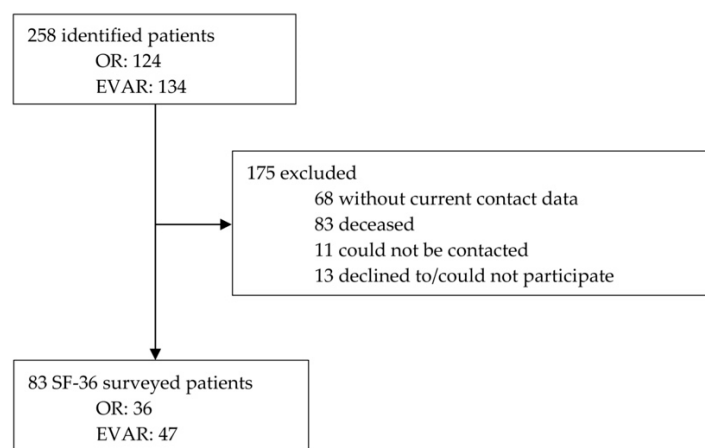 258 identified patients
OR: 124
EVAR: 134
175 excluded
68 without current contact data
83 deceased
11 could not be contacted
13 declined to/could not participate
83 SF-36 surveyed patients
OR: 36
EVAR: 47